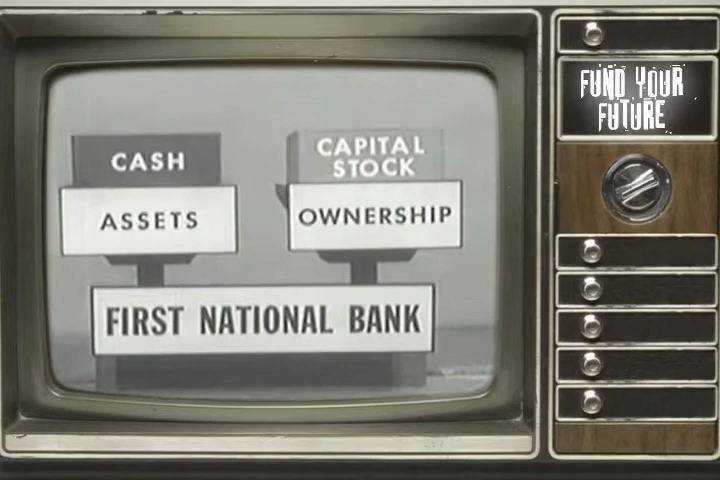 CASH
ASSETS
CAPITAL
STOCK
OWNERSHIP
FIRST NATIONAL BANK
FUND YOUR
FUTURE